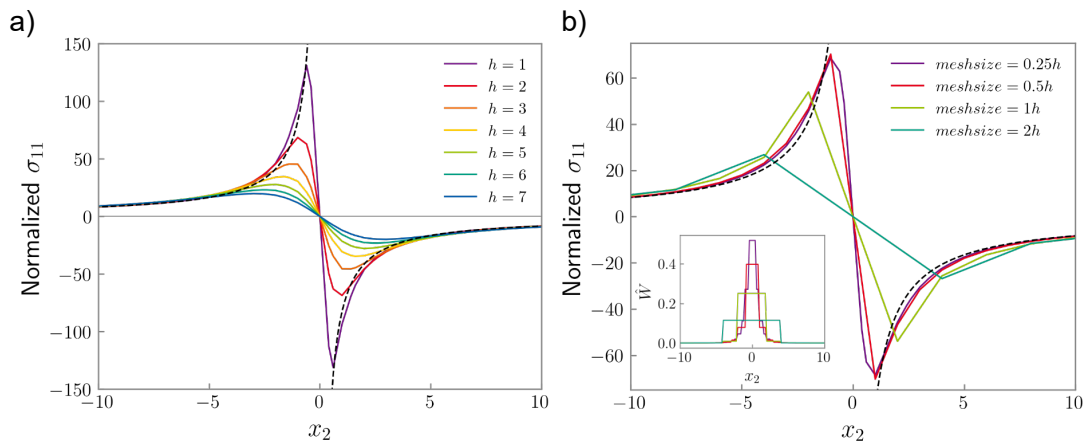 a)
150
100
50
0
−50
−100
−150
Normalized σ₁₁
−10
−5
0
5
10
x₂
h = 1
h = 2
h = 3
h = 4
h = 5
h = 6
h = 7
b)
60
40
20
0
−20
−40
−60
Normalized σ₁₁
−10
−5
0
5
10
x₂
meshsize = 0.25h
meshsize = 0.5h
meshsize = 1h
meshsize = 2h
0.4
0.2
0.0
Ŵ
−10
0
10
x₂